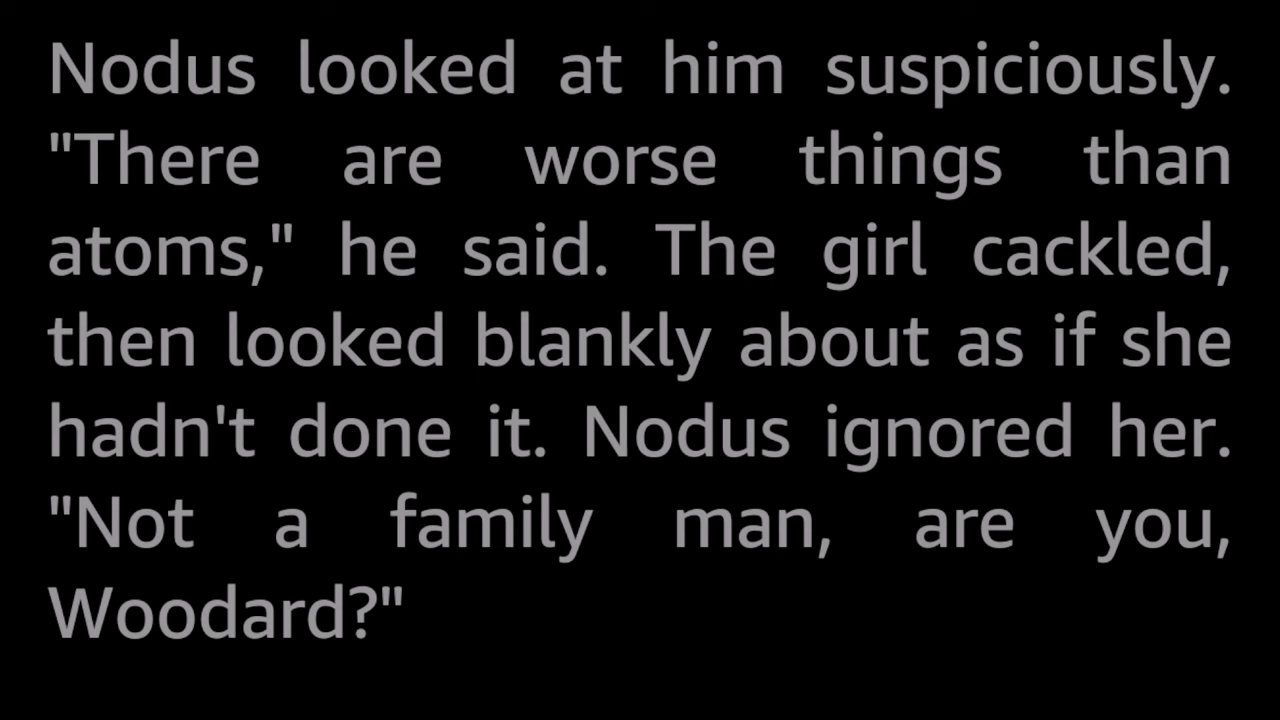 Nodus looked at him suspiciously.
"There are worse things than
atoms," he said. The girl cackled,
then looked blankly about as if she
hadn't done it. Nodus ignored her.
"Not a family man, are you,
Woodard?"